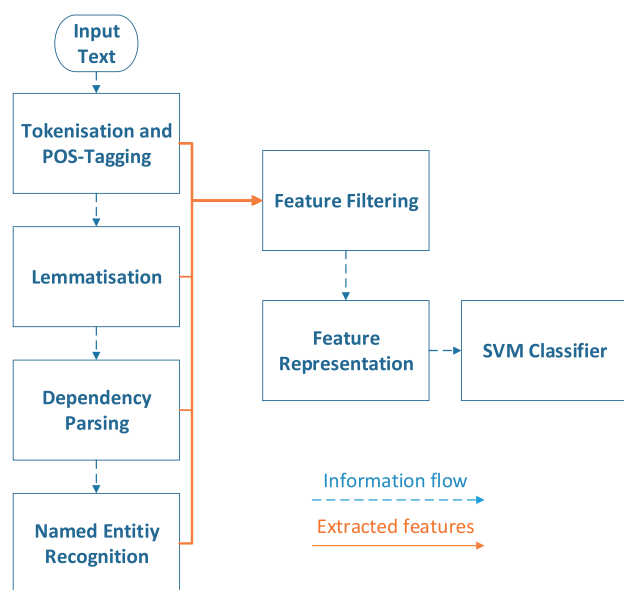 Input
Text
Tokenisation and
POS-Tagging
Lemmatisation
Dependency
Parsing
Named Entitiy
Recognition
Feature Filtering
Feature
Representation
SVM Classifier
Information flow
Extracted features